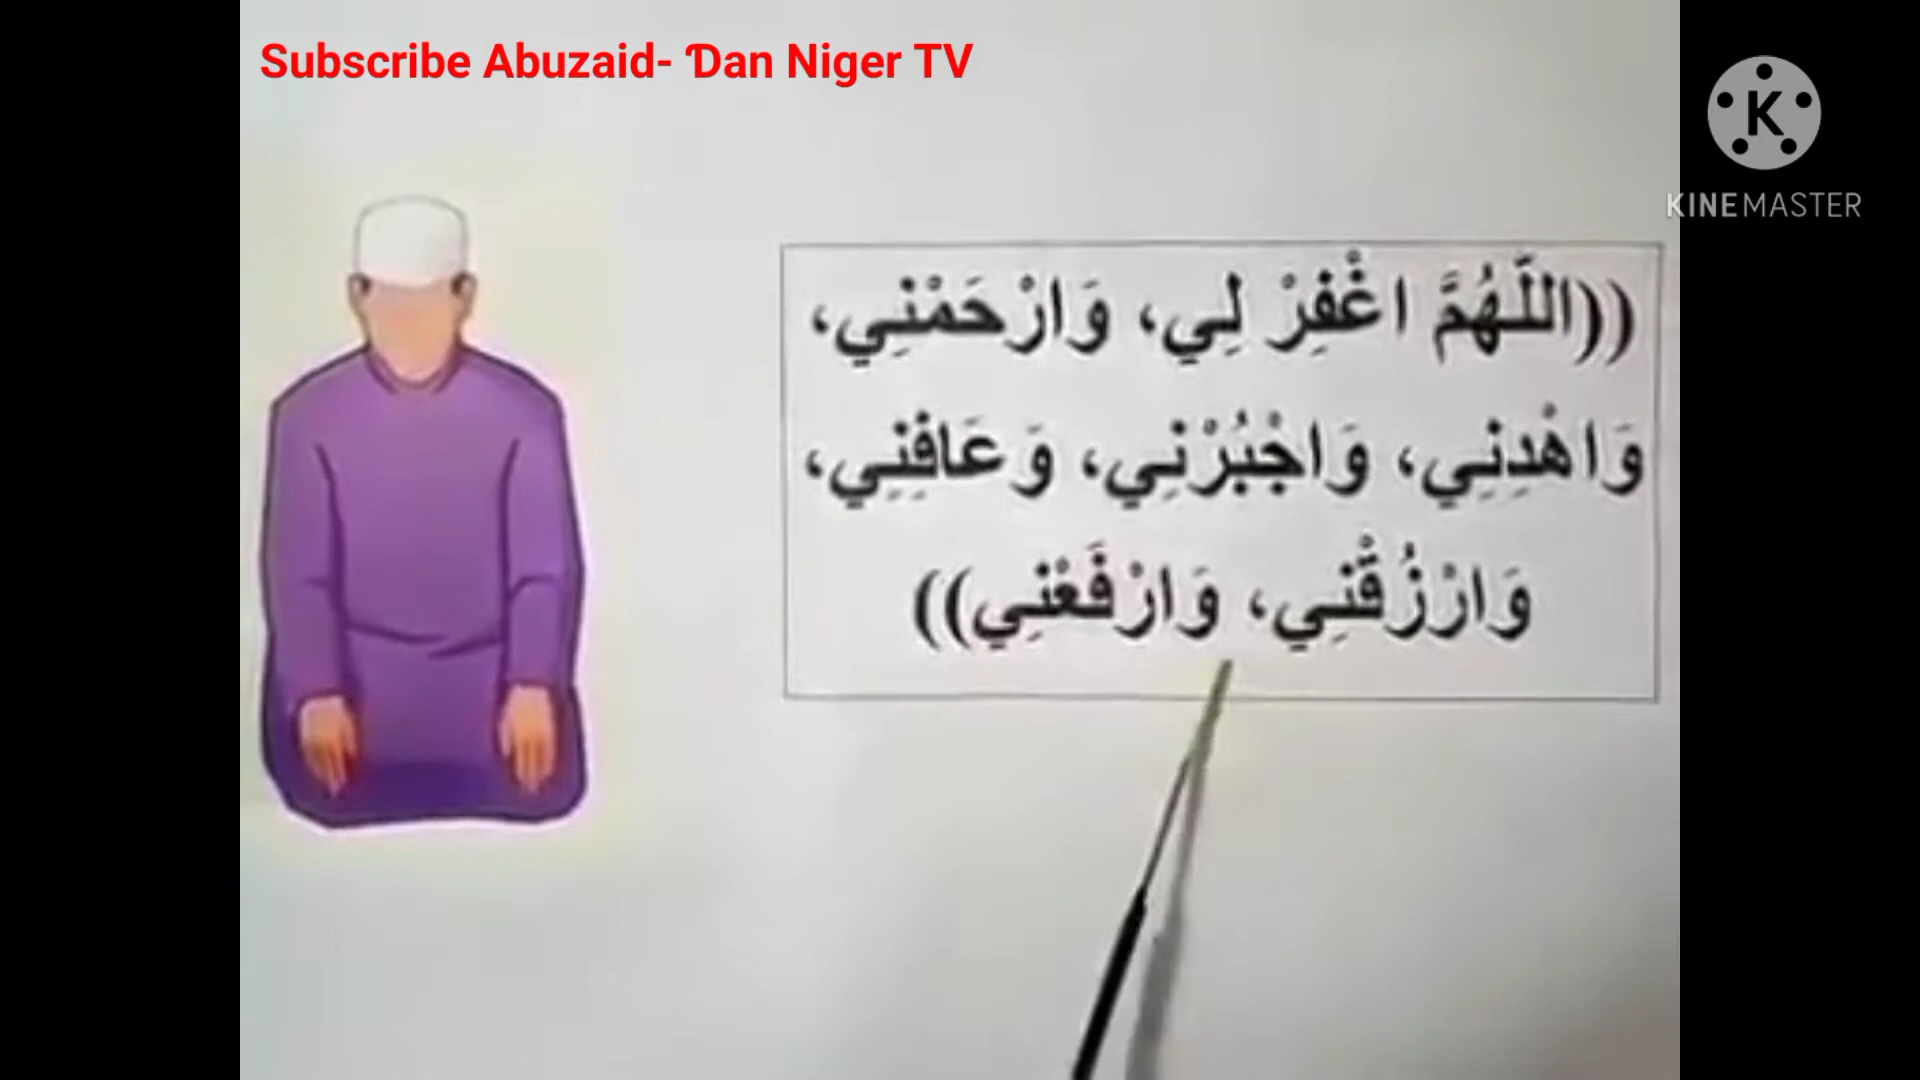 Subscribe Abuzaid- Ɗan Niger TV
K
KINEMASTER
((اللَّهُمَّ اغْفِرْ لِي، وَارْحَمْنِي،
وَاهْدِنِي، وَاجْبُرْنِي، وَعَافِنِي،
وَارْزُقْنِي، وَارْفَعْنِي))